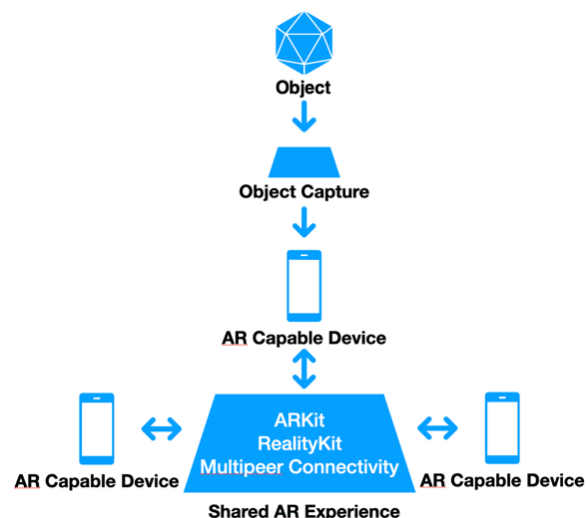 Object
Object Capture
AR Capable Device
ARKit
RealityKit
Multipeer Connectivity
AR Capable Device
AR Capable Device
Shared AR Experience